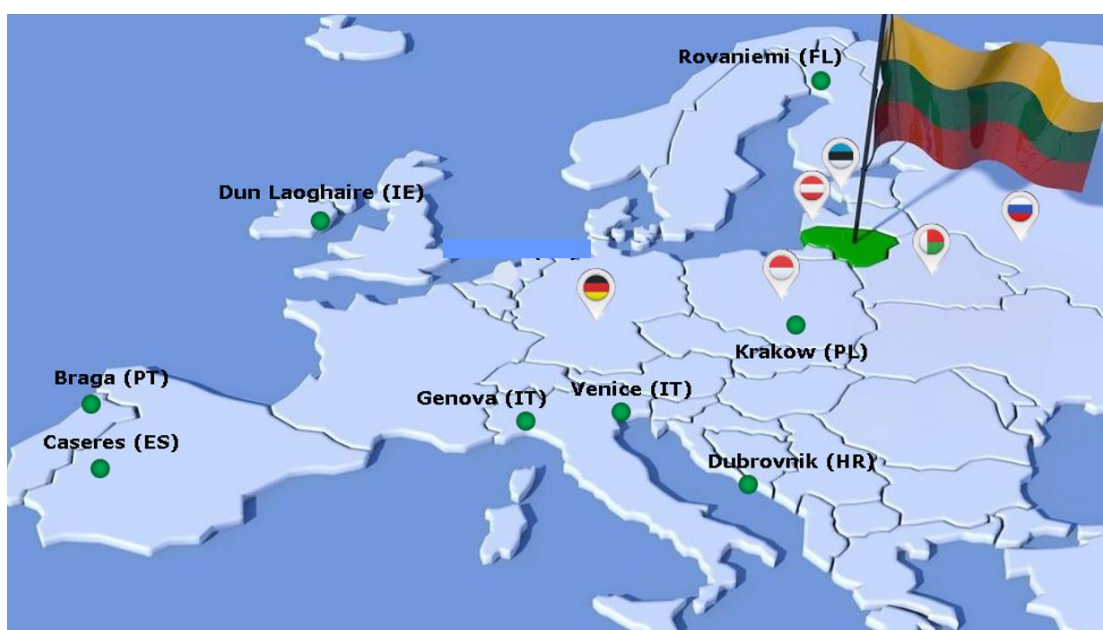 Rovaniemi (FL)
Dun Laoghaire (IE)
Krakow (PL)
Braga (PT)
Venice (IT)
Genova (IT)
Caseres (ES)
Dubrovnik (HR)